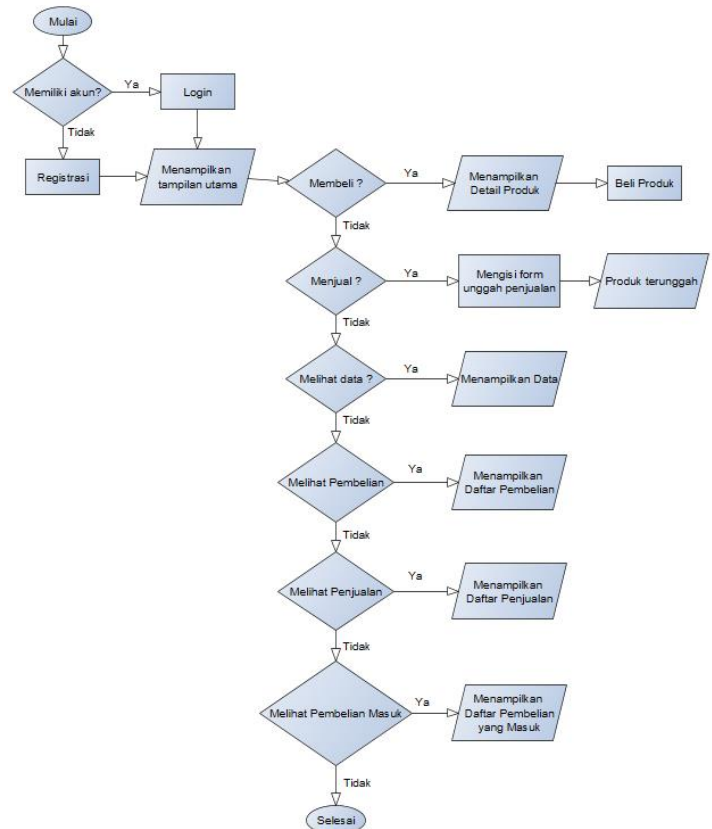 Mulai
Memiliki akun?
Ya
Login
Tidak
Registrasi
Menampilkan
tampilan utama
Membeli ?
Ya
Menampilkan
Detail Produk
Beli Produk
Tidak
Menjual ?
Ya
Mengisi form
unggah penjualan
Produk terunggah
Tidak
Melihat data ?
Ya
Menampilkan Data
Tidak
Melihat Pembelian
Ya
Menampilkan
Daftar Pembelian
Tidak
Melihat Penjualan
Ya
Menampilkan
Daftar Penjualan
Tidak
Melihat Pembelian Masuk
Ya
Menampilkan
Daftar Pembelian
yang Masuk
Tidak
Selesai